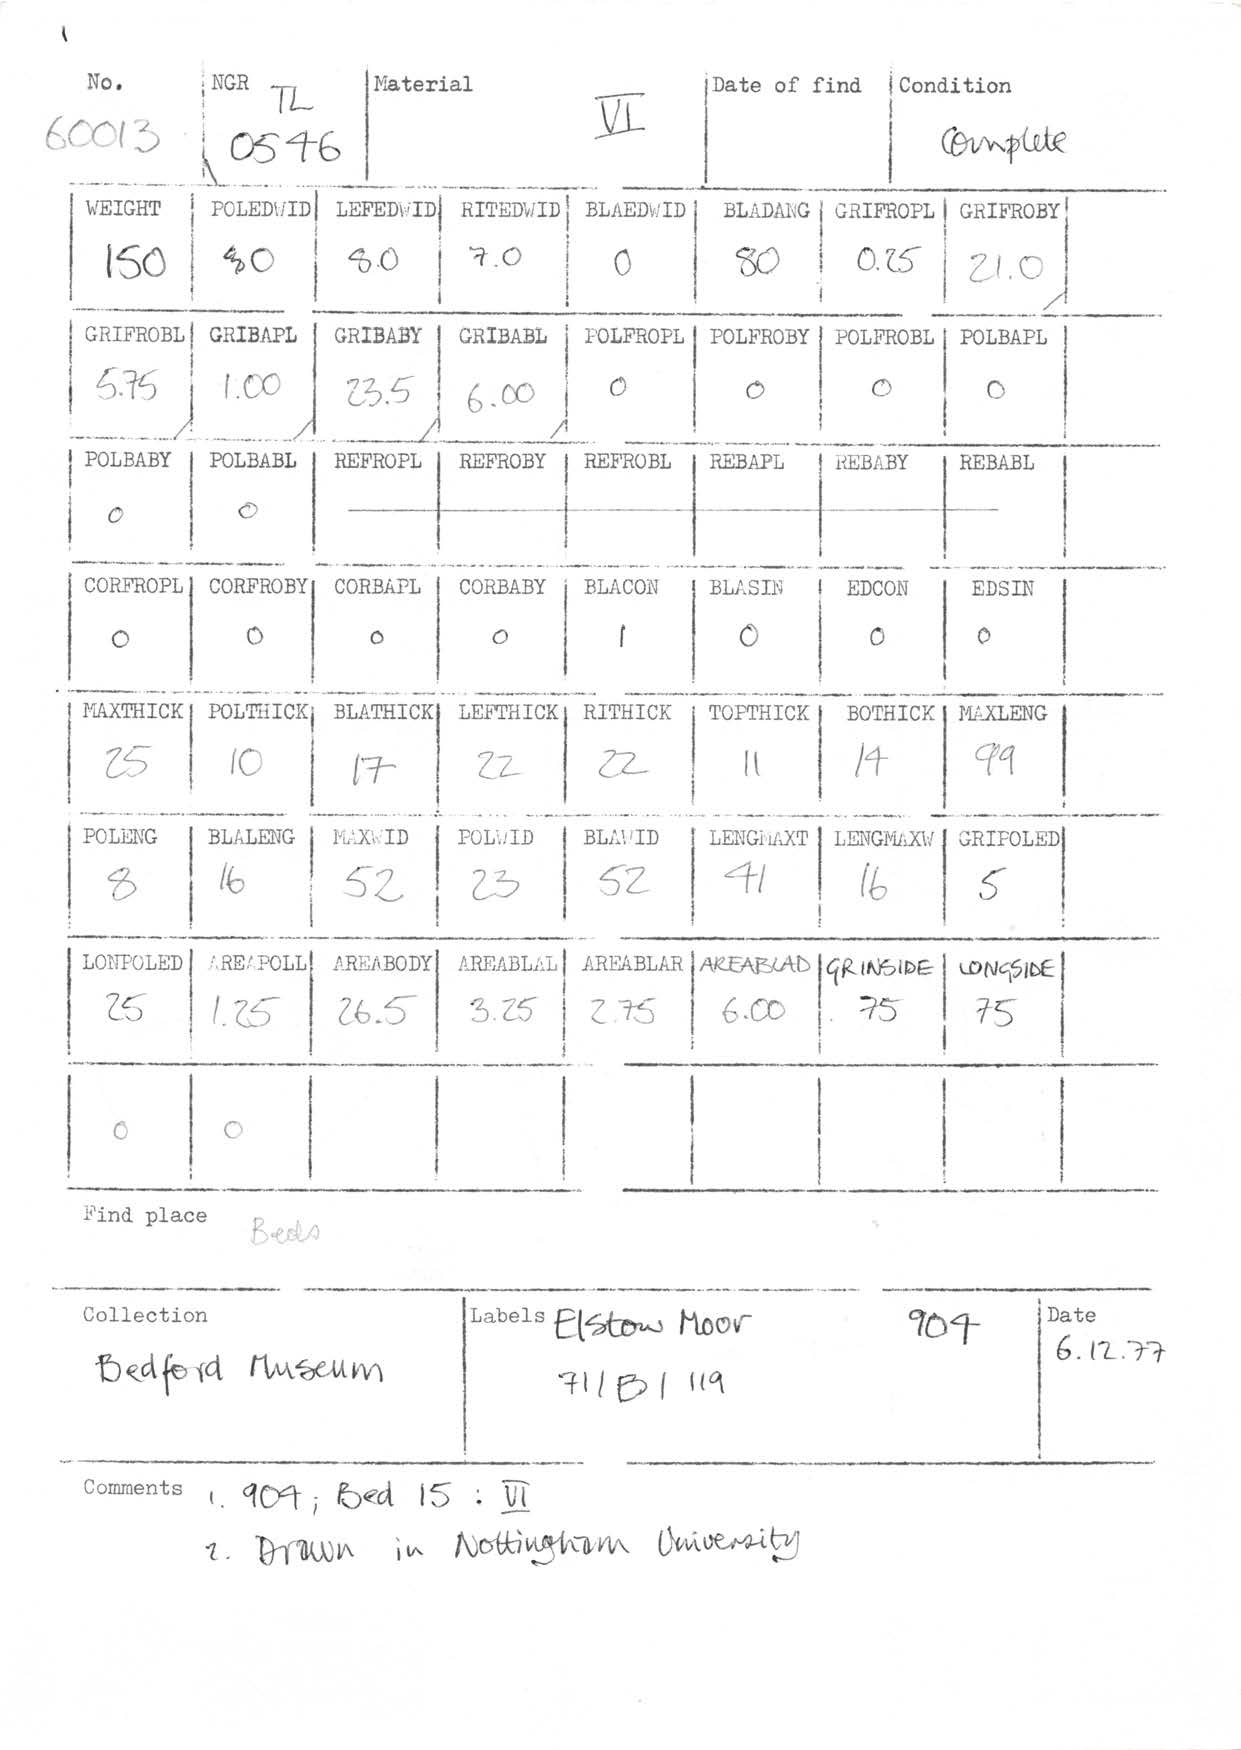 No. NGR Material Date of find Condition
60013 TL 0546 VI Complete
WEIGHT POLEDWID LEFEDWID RITEDWID BLAEDWID BLADANG GRIFROPL GRIFROBY
150 80 8.0 7.0 0 80 0.25 21.0
GRIFROBL GRIBAPL GRIBABY GRIBABL POLFROPL POLFROBY POLFROBL POLBAPL
5.75 1.00 23.5 6.00 0 0 0 0
POLBABY POLBABL REFROPL REFROBY REFROBL REBAPL REBABY REBABL
0 0
CORFROPL CORFROBY CORBAPL CORBABY BLACON BLASIN EDCON EDSIN
0 0 0 0 1 0 0 0
MAXTHICK POLTHICK BLATHICK LEFTHICK RITHICK TOPTHICK BOTHICK MAXLENG
25 10 17 22 22 11 14 99
POLENG BLALENG MAXWID POLWID BLAWID LENGMAXT LENGMAXW GRIPOLED
8 16 52 23 52 41 16 5
LONPOLED AREAPOLL AREABODY AREABLAL AREABLAR AREABLAD GRINSIDE LONGSIDE
25 1.25 26.5 3.25 2.75 6.00 75 75
0 0
Find place Beds
Collection Labels Elstow Moor 904 Date
Bedford Museum 71/B/119 6.12.77
Comments 1. 904; Bed 15 : VI
2. Drawn in Nottingham University